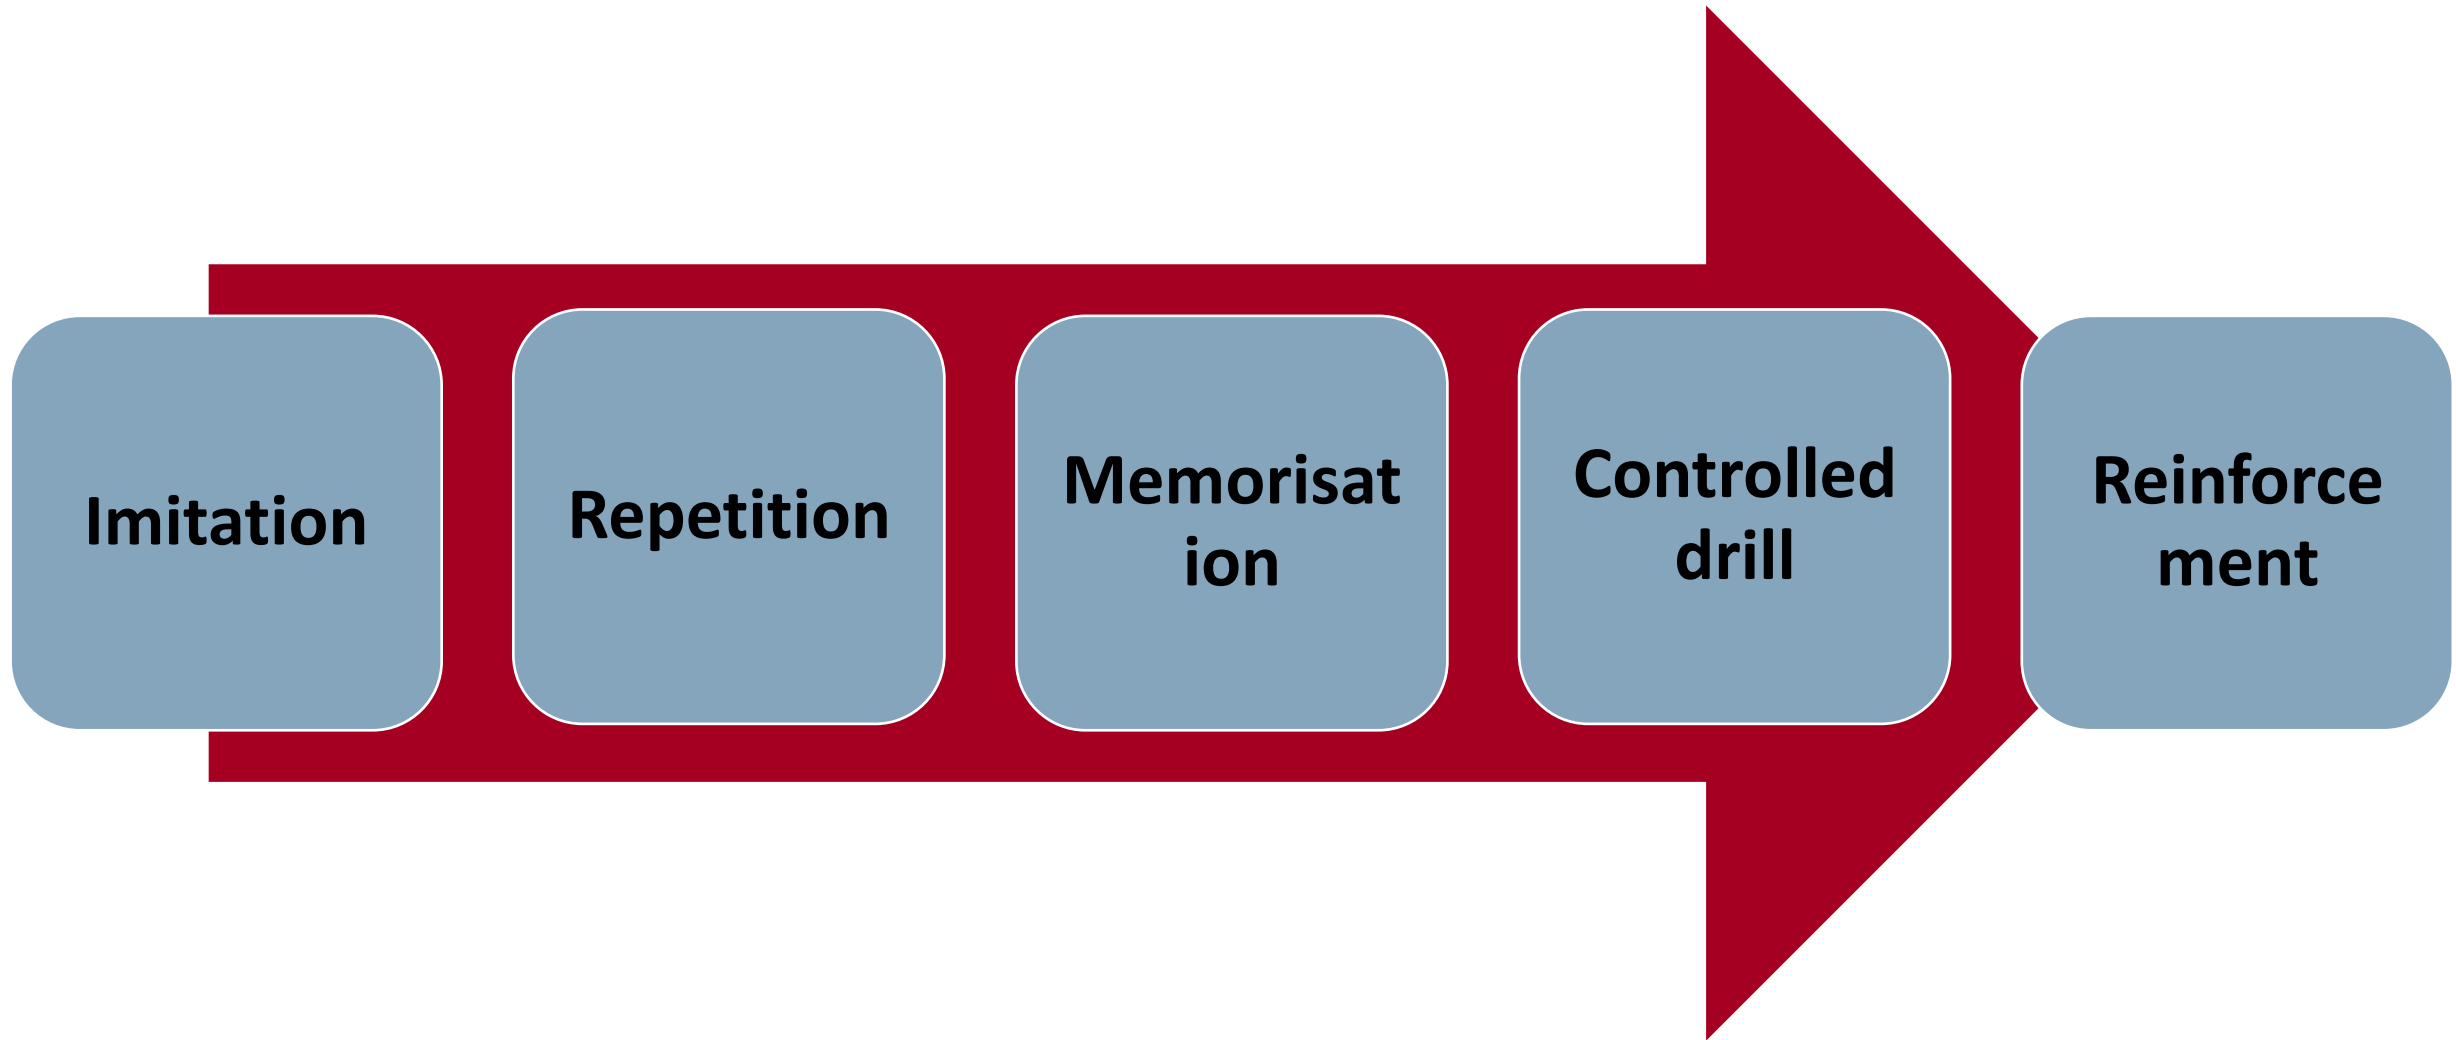 Imitation
Repetition
Memorisat
ion
Controlled
drill
Reinforce
ment